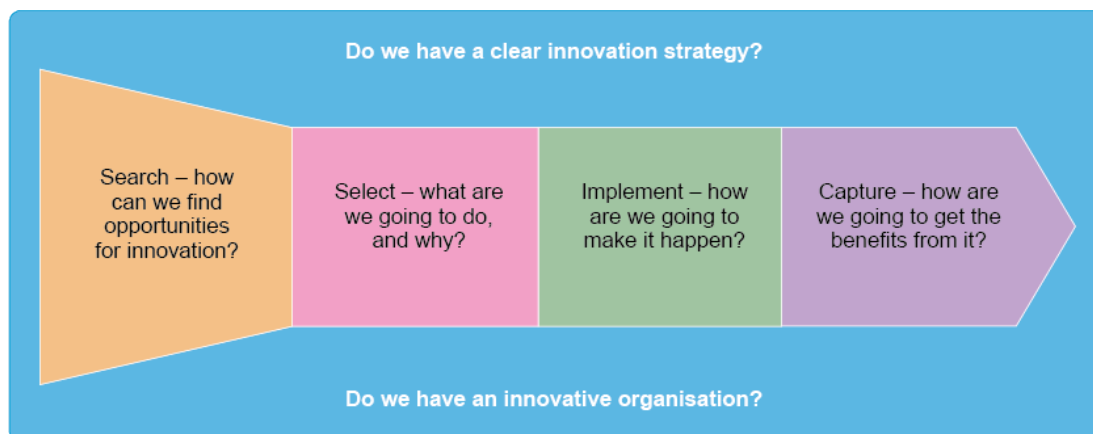 Do we have a clear innovation strategy?
Search – how
can we find
opportunities
for innovation?
Select – what are
we going to do,
and why?
Implement – how
are we going to
make it happen?
Capture – how are
we going to get the
benefits from it?
Do we have an innovative organisation?